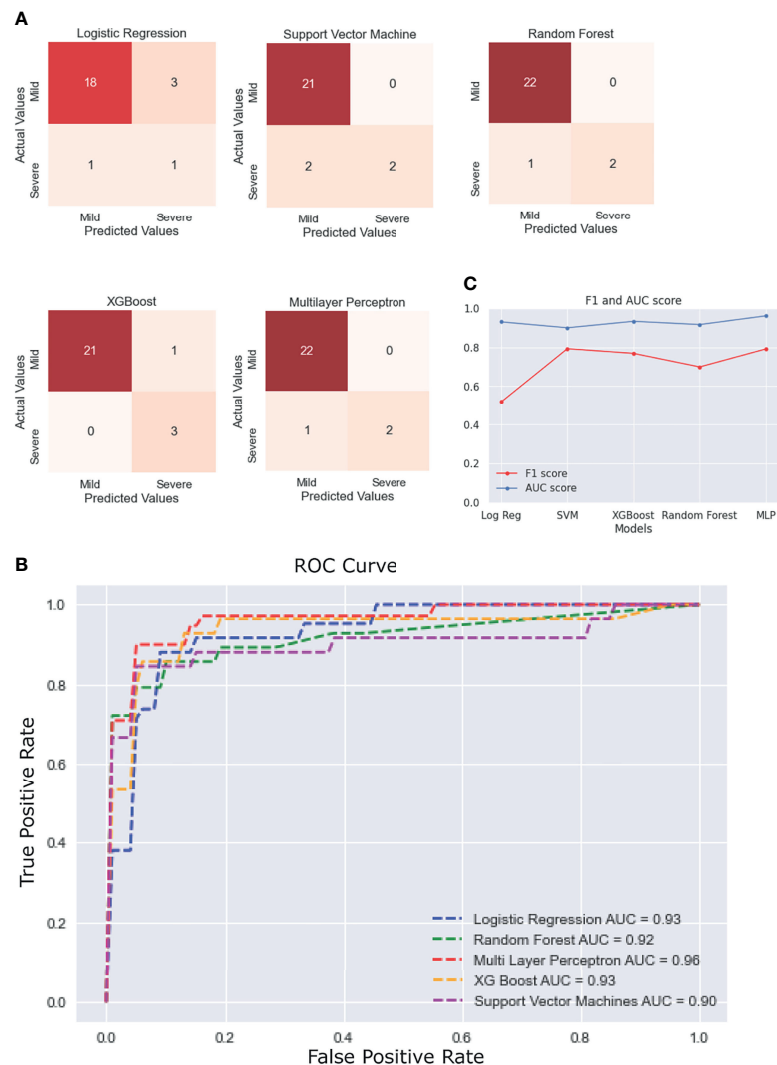 A
Logistic Regression
Support Vector Machine
Random Forest
Actual Values
Mild
Severe
18
3
1
1
Mild
Severe
Predicted Values
Actual Values
Mild
Severe
21
0
2
2
Mild
Severe
Predicted Values
Actual Values
Mild
Severe
22
0
1
2
Mild
Severe
Predicted Values
XGBoost
Actual Values
Mild
Severe
21
1
0
3
Mild
Severe
Predicted Values
Multilayer Perceptron
Actual Values
Mild
Severe
22
0
1
2
Mild
Severe
Predicted Values
C
F1 and AUC score
1.0
0.8
0.6
0.4
0.2
0.0
F1 score
AUC score
Log Reg
SVM
XGBoost
Random Forest
MLP
Models
B
ROC Curve
True Positive Rate
1.0
0.8
0.6
0.4
0.2
0.0
Logistic Regression AUC = 0.93
Random Forest AUC = 0.92
Multi Layer Perceptron AUC = 0.96
XG Boost AUC = 0.93
Support Vector Machines AUC = 0.90
0.0
0.2
0.4
0.6
0.8
1.0
False Positive Rate